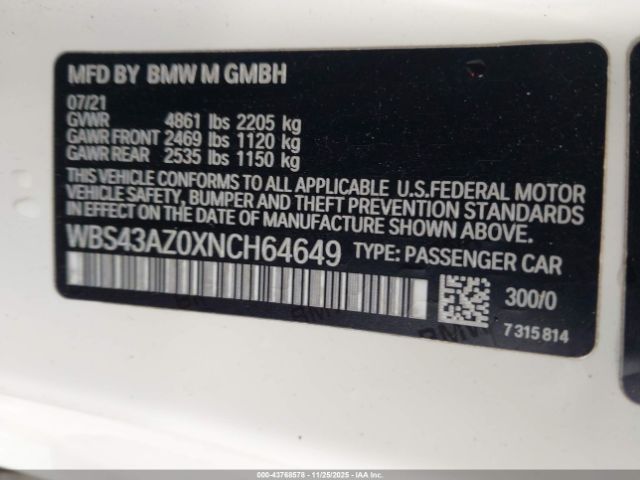 MFD BY BMW M GMBH
07/21
GVWR 4861 lbs 2205 kg
GAWR FRONT 2469 lbs 1120 kg
GAWR REAR 2535 lbs 1150 kg
THIS VEHICLE CONFORMS TO ALL APPLICABLE U.S.FEDERAL MOTOR
VEHICLE SAFETY, BUMPER AND THEFT PREVENTION STANDARDS
IN EFFECT ON THE DATE OF MANUFACTURE SHOWN ABOVE.
WBS43AZ0XNCH64649 TYPE: PASSENGER CAR
300/0
7 315 814
000-43768578 — 11/25/2025 — IAA Inc.